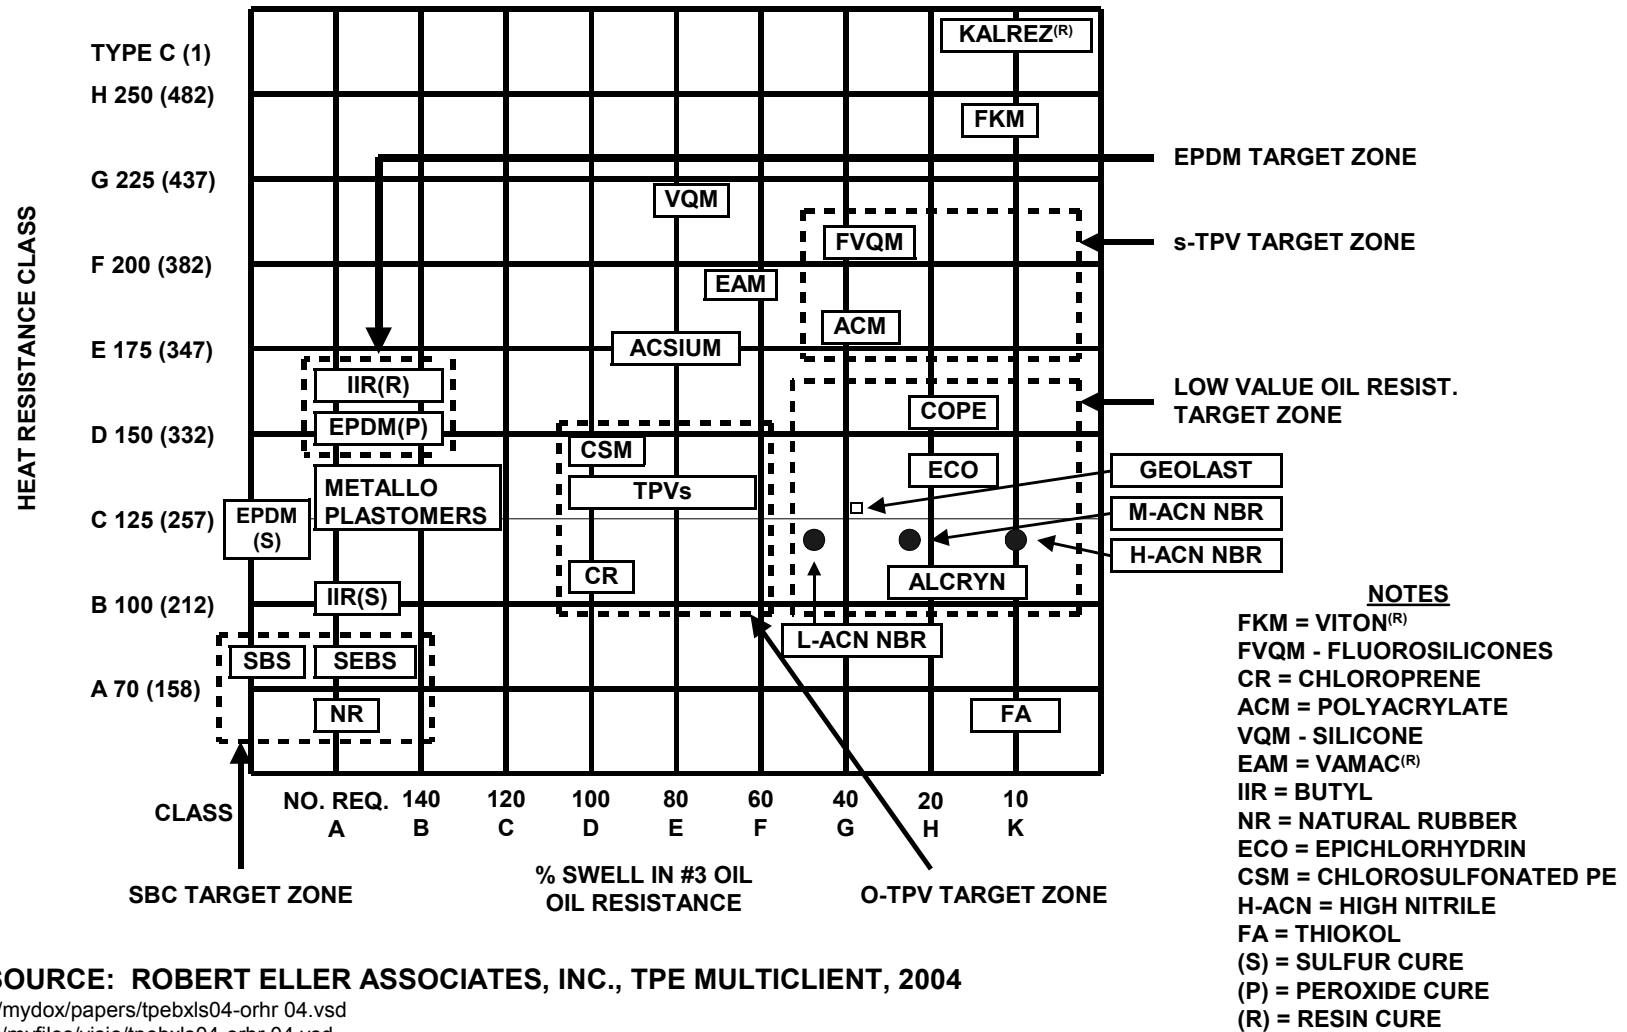 KALREZ(R)
TYPE C (1)
H 250 (482)
FKM
EPDM TARGET ZONE
G 225 (437)
VQM
FVQM
s-TPV TARGET ZONE
F 200 (382)
EAM
ACM
E 175 (347)
ACSIUM
HEAT RESISTANCE CLASS
IIR(R)
LOW VALUE OIL RESIST.
TARGET ZONE
COPE
EPDM(P)
D 150 (332)
CSM
ECO
GEOLAST
METALLO
PLASTOMERS
TPVs
C 125 (257)
EPDM
(S)
M-ACN NBR
H-ACN NBR
CR
ALCRYN
IIR(S)
B 100 (212)
L-ACN NBR
SBS
SEBS
A 70 (158)
NR
FA
NOTES
FKM = VITON(R)
FVQM - FLUOROSILICONES
CR = CHLOROPRENE
ACM = POLYACRYLATE
VQM - SILICONE
EAM = VAMAC(R)
IIR = BUTYL
NR = NATURAL RUBBER
ECO = EPICHLORHYDRIN
CSM = CHLOROSULFONATED PE
H-ACN = HIGH NITRILE
FA = THIOKOL
(S) = SULFUR CURE
(P) = PEROXIDE CURE
(R) = RESIN CURE
CLASS
NO. REQ. 140 120 100 80 60 40 20 10
A B C D E F G H K
SBC TARGET ZONE
% SWELL IN #3 OIL
OIL RESISTANCE
O-TPV TARGET ZONE
SOURCE: ROBERT ELLER ASSOCIATES, INC., TPE MULTICLIENT, 2004
/mydox/papers/tpebxls04-orhr 04.vsd
/myfiles/visio/tpebxls04-orhr 04.vsd